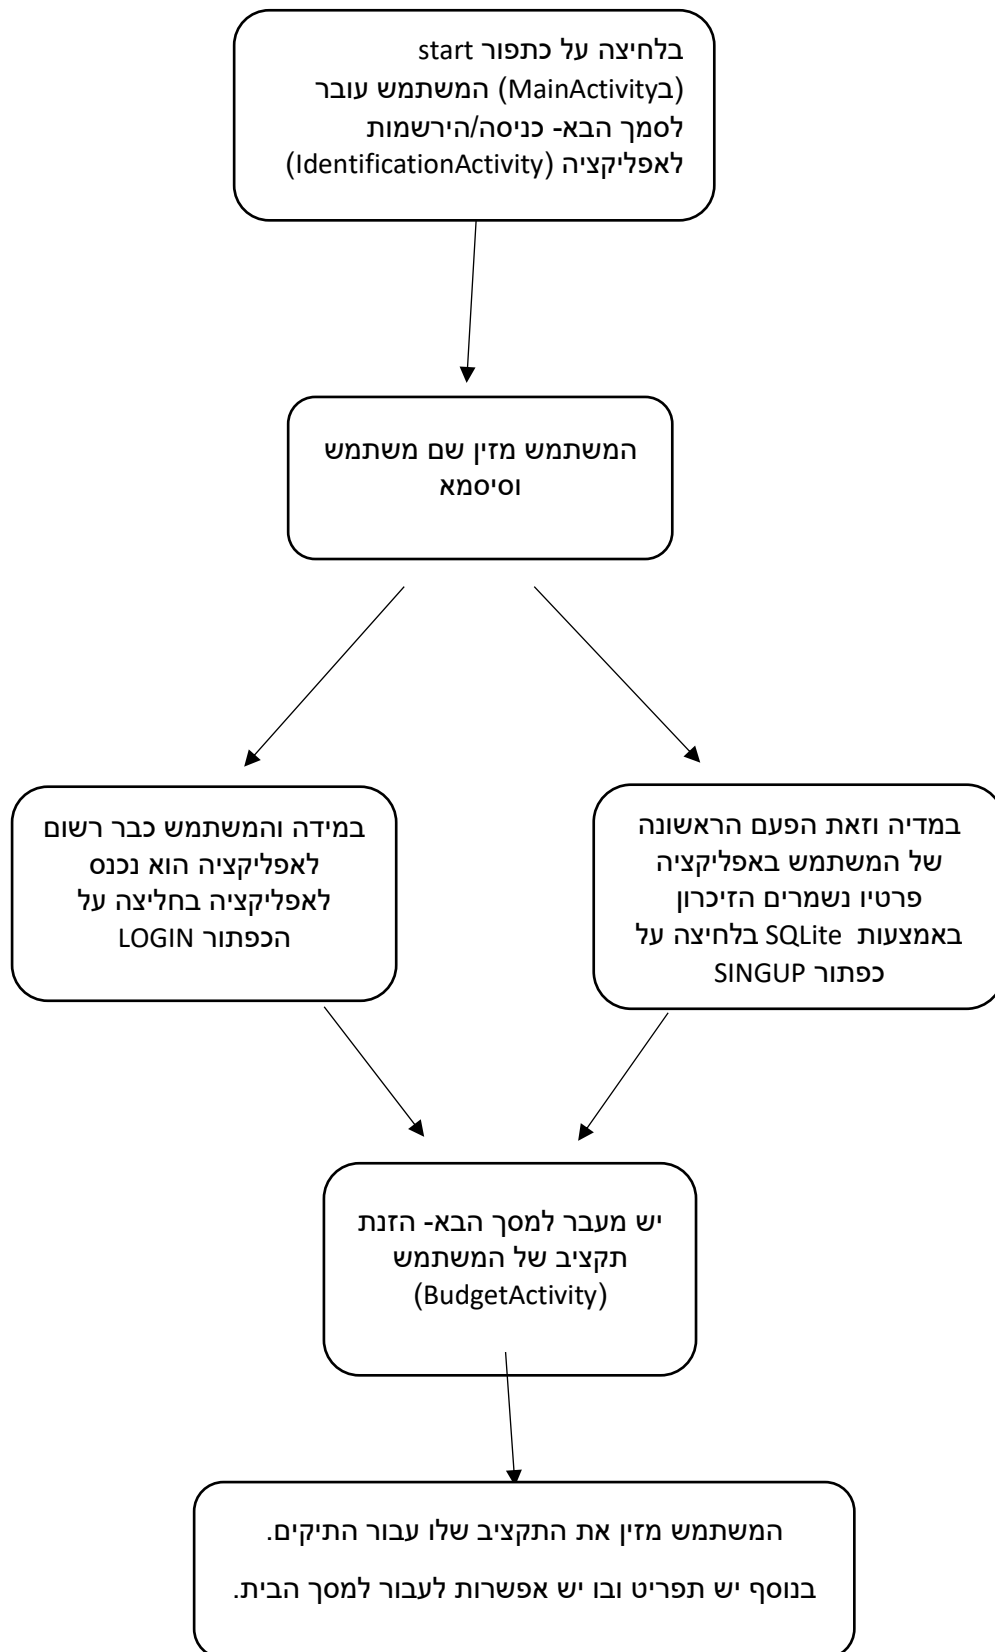 בלחיצה על כתפור start
(בMainActivity) המשתמש עובר
לסמך הבא- כניסה/הירשמות
לאפליקציה (IdentificationActivity)
המשתמש מזין שם משתמש
וסיסמא
במדיה וזאת הפעם הראשונה
של המשתמש באפליקציה
פרטיו נשמרים הזיכרון
באמצעות SQLite בלחיצה על
כפתור SINGUP
במידה והמשתמש כבר רשום
לאפליקציה הוא נכנס
לאפליקציה בחליצה על
הכפתור LOGIN
יש מעבר למסך הבא- הזנת
תקציב של המשתמש
(BudgetActivity)
המשתמש מזין את התקציב שלו עבור התיקים.
בנוסף יש תפריט ובו יש אפשרות לעבור למסך הבית.